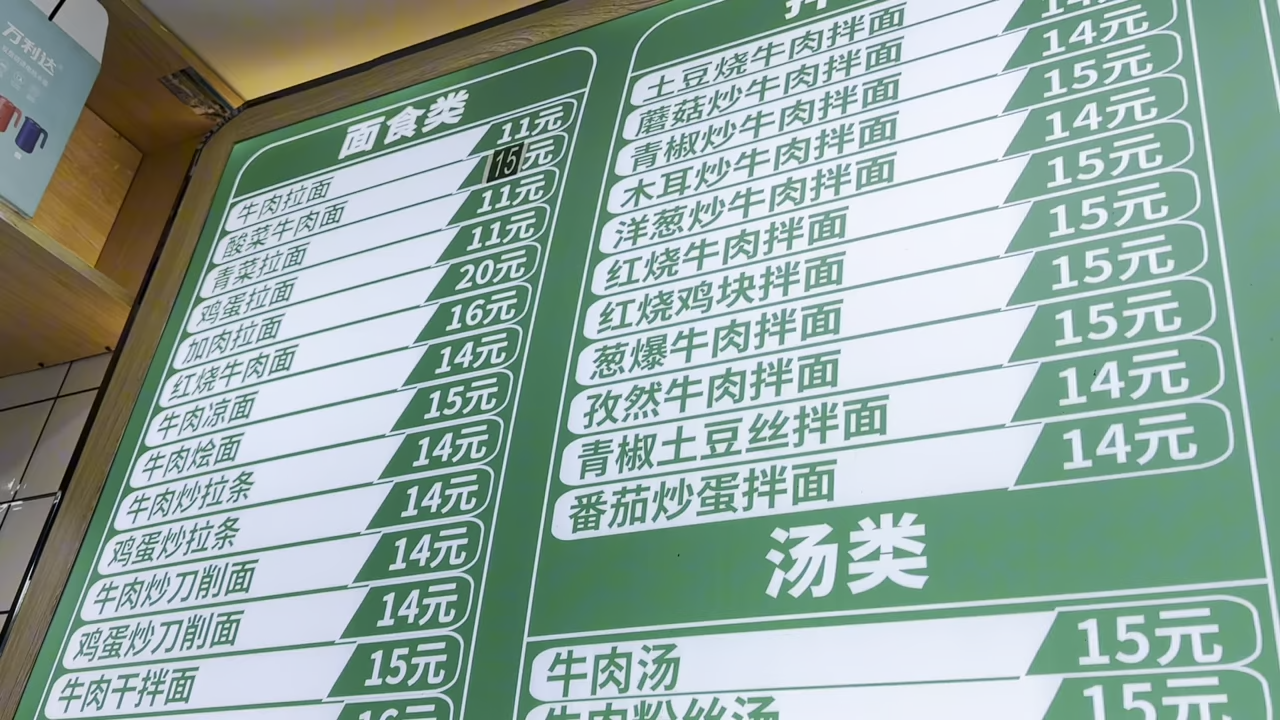 万利达
面食类
牛肉拉面 11元
酸菜牛肉面 15元
青菜拉面 11元
鸡蛋拉面 11元
加肉拉面 20元
红烧牛肉面 16元
牛肉凉面 14元
牛肉烩面 15元
牛肉炒拉条 14元
鸡蛋炒拉条 14元
牛肉炒刀削面 14元
鸡蛋炒刀削面 14元
牛肉干拌面 15元
16元
土豆烧牛肉拌面
蘑菇炒牛肉拌面 14元
青椒炒牛肉拌面 14元
木耳炒牛肉拌面 15元
洋葱炒牛肉拌面 14元
红烧牛肉拌面 15元
红烧鸡块拌面 15元
葱爆牛肉拌面 15元
孜然牛肉拌面 15元
青椒土豆丝拌面 14元
番茄炒蛋拌面 14元
汤类
牛肉汤 15元
牛肉粉丝汤 15元